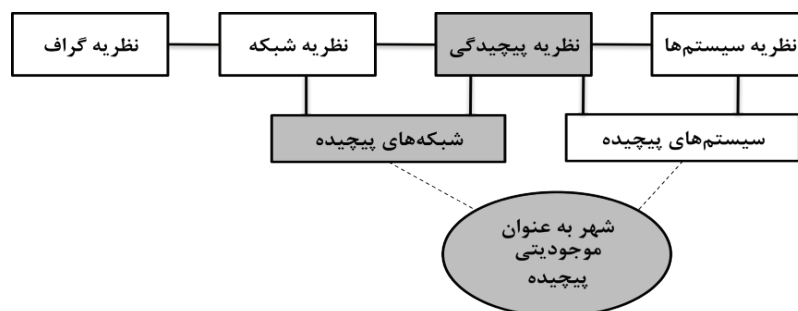 نظریه سیستم‌ها
نظریه پیچیدگی
نظریه شبکه
نظریه گراف
سیستم‌های پیچیده
شبکه‌های پیچیده
شهر به عنوان
موجودیتی
پیچیده